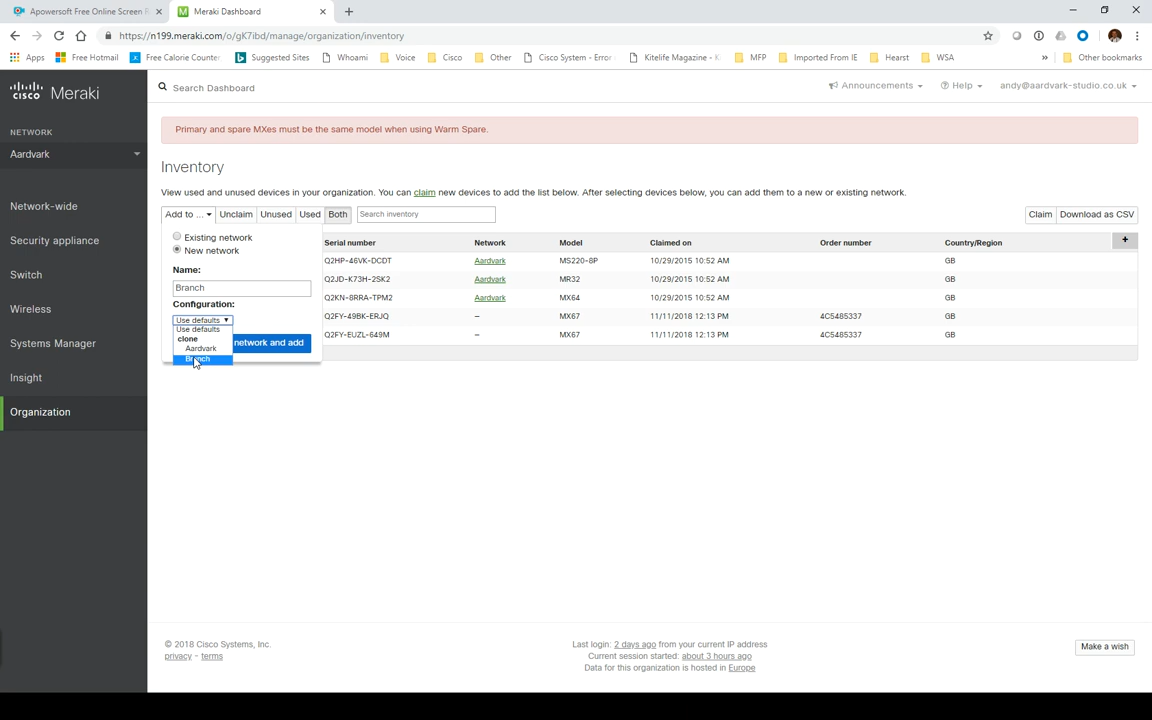 Apowersoft Free Online Screen R
Meraki Dashboard
https://n199.meraki.com/o/gK7ibd/manage/organization/inventory
Apps
Free Hotmail
Free Calorie Counter
Suggested Sites
Whoami
Voice
Cisco
Other
Cisco System - Error
Kitelife Magazine - Ki
MFP
Imported From IE
Hearst
WSA
»
Other bookmarks
cisco Meraki
Search Dashboard
Announcements
Help
andy@aardvark-studio.co.uk
NETWORK
Aardvark
Network-wide
Security appliance
Switch
Wireless
Systems Manager
Insight
Organization
Primary and spare MXes must be the same model when using Warm Spare.
Inventory
View used and unused devices in your organization. You can claim new devices to add the list below. After selecting devices below, you can add them to a new or existing network.
Add to ... Unclaim Unused Used Both Search inventory Claim Download as CSV
Existing network
New network
Name:
Branch
Configuration:
Use defaults
Use defaults
clone
Aardvark
Branch
network and add
Serial number Network Model Claimed on Order number Country/Region +
Q2HP-46VK-DCDT Aardvark MS220-8P 10/29/2015 10:52 AM GB
Q2JD-K73H-2SK2 Aardvark MR32 10/29/2015 10:52 AM GB
Q2KN-8RRA-TPM2 Aardvark MX64 10/29/2015 10:52 AM GB
Q2FY-49BK-ERJQ – MX67 11/11/2018 12:13 PM 4C5485337 GB
Q2FY-EUZL-649M – MX67 11/11/2018 12:13 PM 4C5485337 GB
© 2018 Cisco Systems, Inc.
privacy - terms
Last login: 2 days ago from your current IP address
Current session started: about 3 hours ago
Data for this organization is hosted in Europe
Make a wish